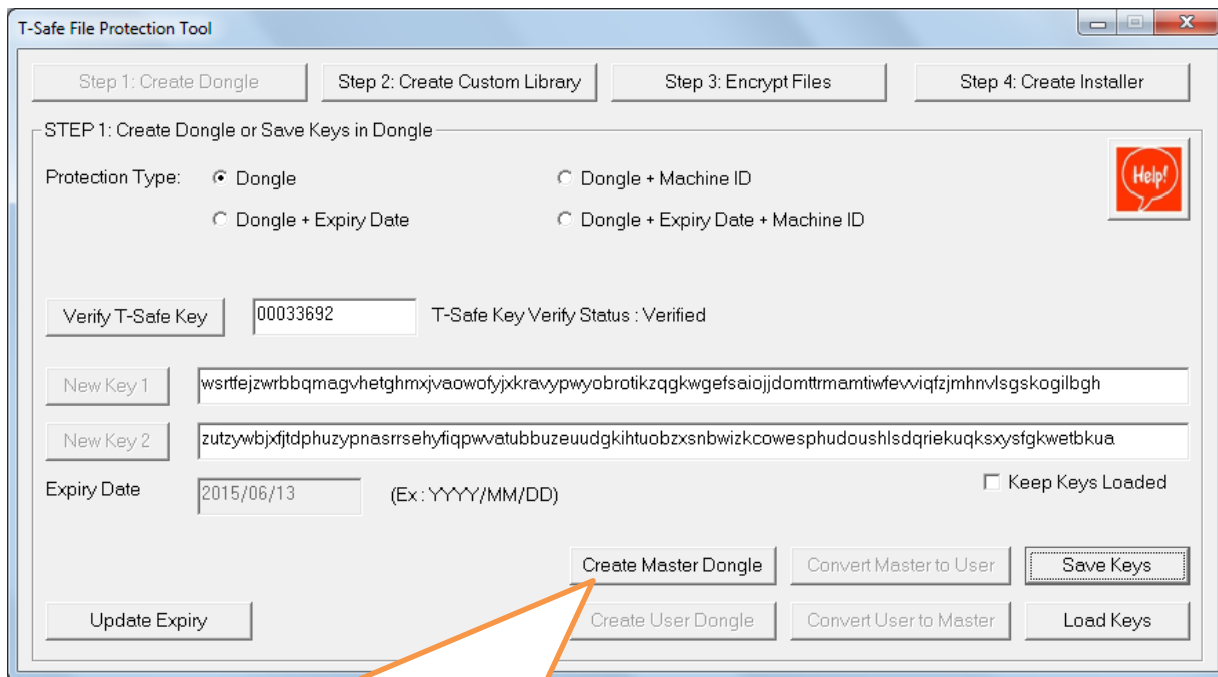 T-Safe File Protection Tool
Step 1: Create Dongle Step 2: Create Custom Library Step 3: Encrypt Files Step 4: Create Installer
STEP 1: Create Dongle or Save Keys in Dongle
Protection Type: Dongle Dongle + Machine ID Help!
Dongle + Expiry Date Dongle + Expiry Date + Machine ID
Verify T-Safe Key 00033692 T-Safe Key Verify Status : Verified
New Key 1 wsrtfejzwrbbqmagvhetghmxjvaowofyjxkravypwyobrotikzqgkwgefsaiojjdomttrmamtiwfevviqfzjmhnvlsgskogilbgh
New Key 2 zutzywbjxfjtdphuzypnasrrsehyfiqpwvatubbuzeuudgkihtuobzxsnbwizkcowesphudoushlsdqriekuqksxysfgkwetbkua
Expiry Date 2015/06/13 (Ex : YYYY/MM/DD) Keep Keys Loaded
Create Master Dongle Convert Master to User Save Keys
Update Expiry Create User Dongle Convert User to Master Load Keys